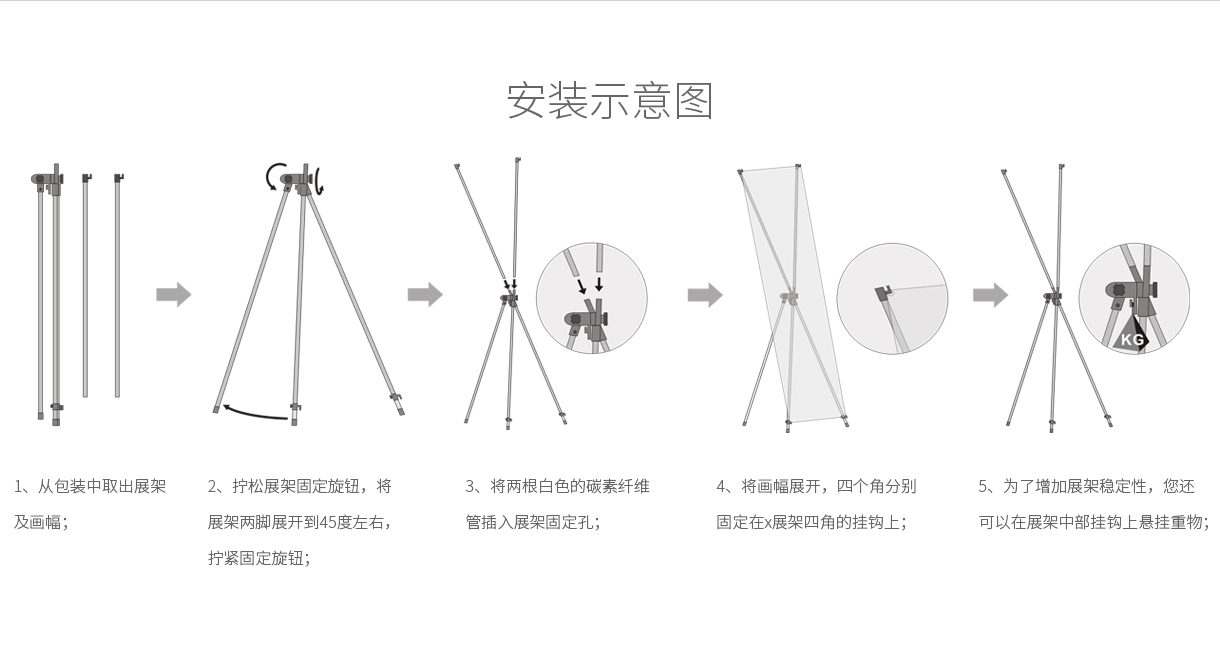 安装示意图
KG
1、从包装中取出展架
及画幅；
2、拧松展架固定旋钮，将
展架两脚展开到45度左右，
拧紧固定旋钮；
3、将两根白色的碳素纤维
管插入展架固定孔；
4、将画幅展开，四个角分别
固定在x展架四角的挂钩上；
5、为了增加展架稳定性，您还
可以在展架中部挂钩上悬挂重物；